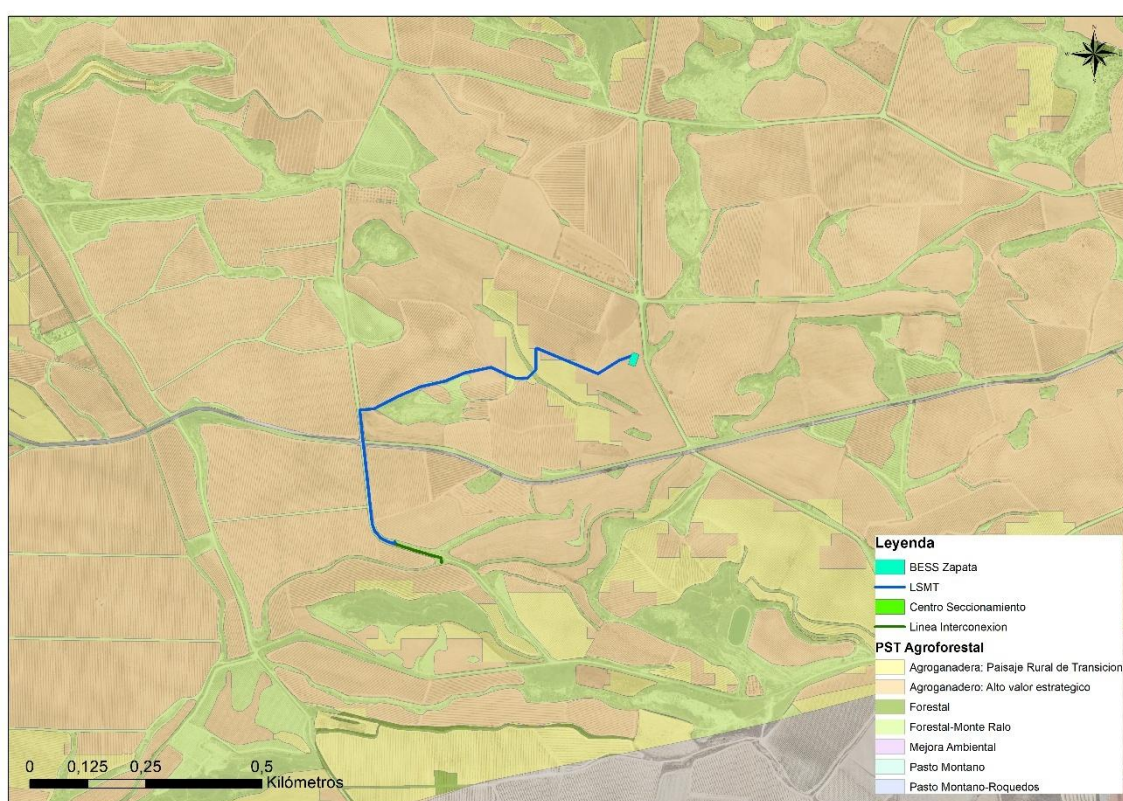 N
W
E
S
Leyenda
BESS Zapata
LSMT
Centro Seccionamiento
Linea Interconexion
PST Agroforestal
Agroganadera: Paisaje Rural de Transicion
Agroganadero: Alto valor estrategico
Forestal
Forestal-Monte Ralo
Mejora Ambiental
Pasto Montano
Pasto Montano-Roquedos
0 0,125 0,25 0,5
Kilómetros